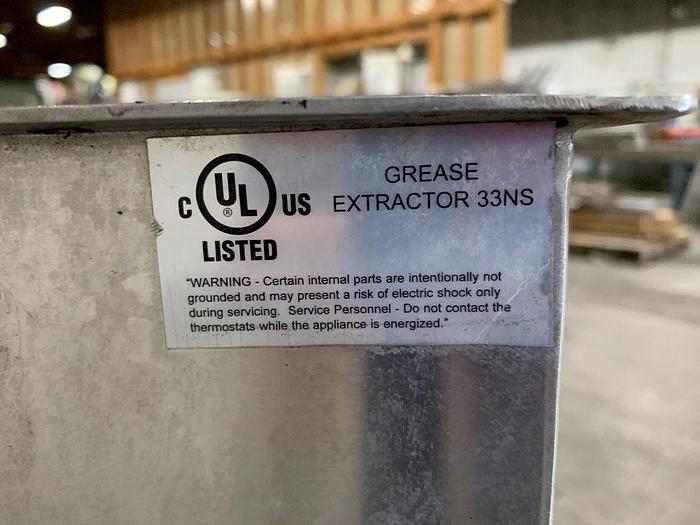 C UL ® US
LISTED
GREASE
EXTRACTOR 33NS
"WARNING - Certain internal parts are intentionally not
grounded and may present a risk of electric shock only
during servicing. Service Personnel - Do not contact the
thermostats while the appliance is energized."